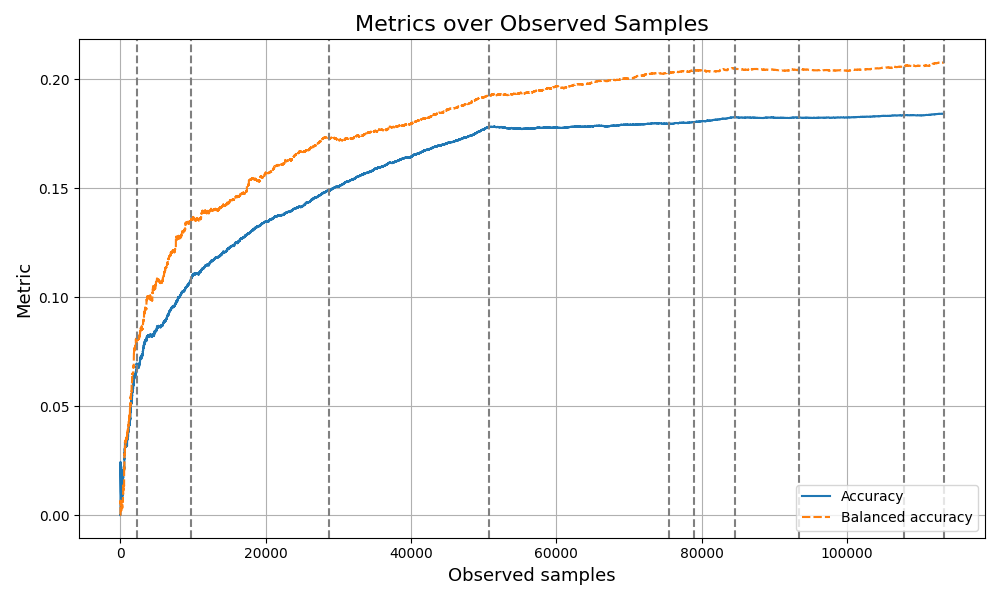 Metrics over Observed Samples
Metric
0.20
0.15
0.10
0.05
0.00
0
20000
40000
60000
80000
100000
Observed samples
Accuracy
Balanced accuracy